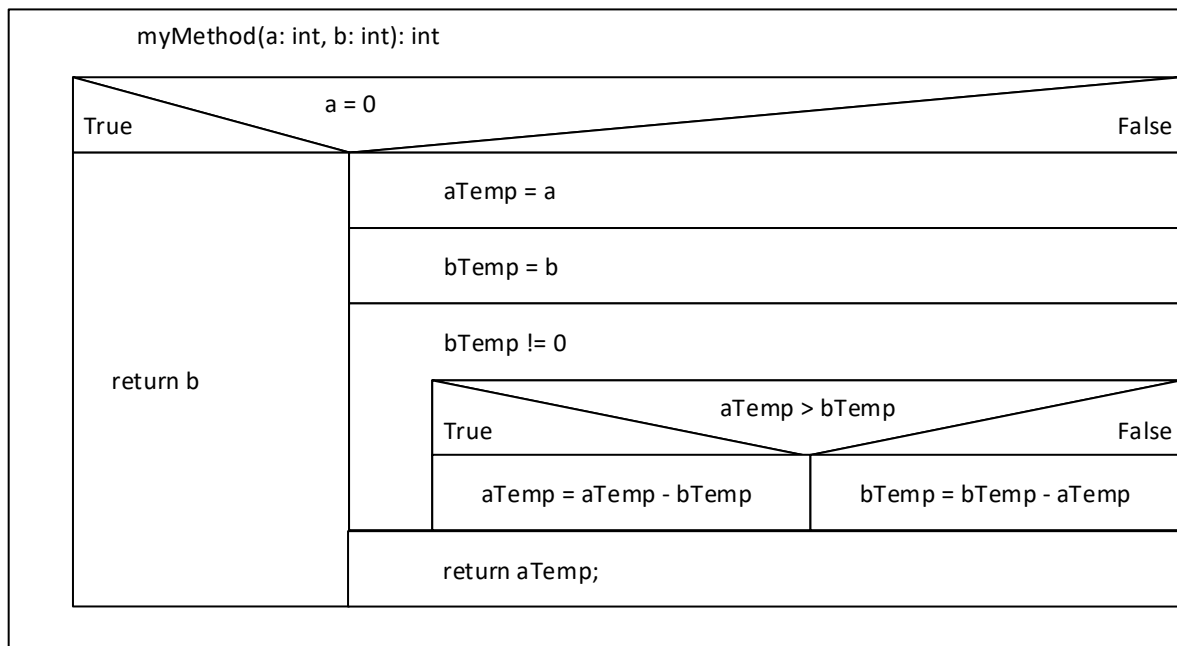 myMethod(a: int, b: int): int
a = 0
True
False
aTemp = a
bTemp = b
bTemp != 0
return b
aTemp > bTemp
True
False
aTemp = aTemp - bTemp
bTemp = bTemp - aTemp
return aTemp;